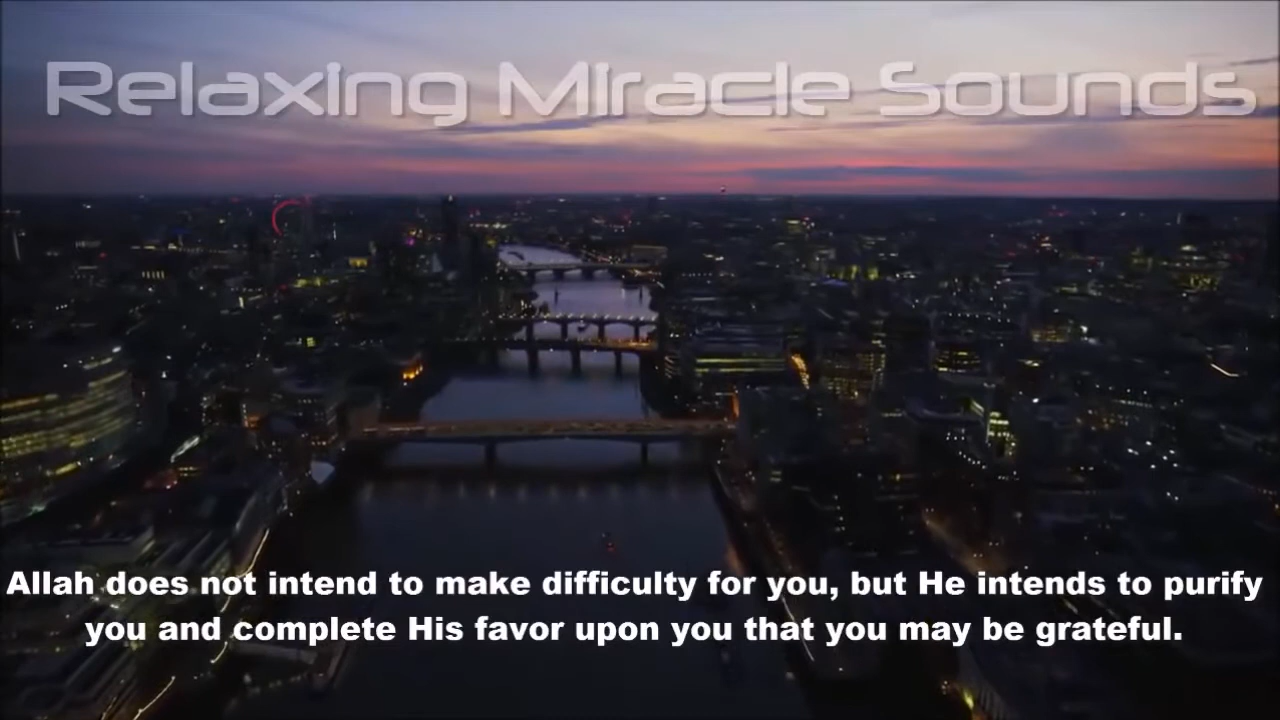 Relaxing Miracle Sounds
Allah does not intend to make difficulty for you, but He intends to purify
you and complete His favor upon you that you may be grateful.